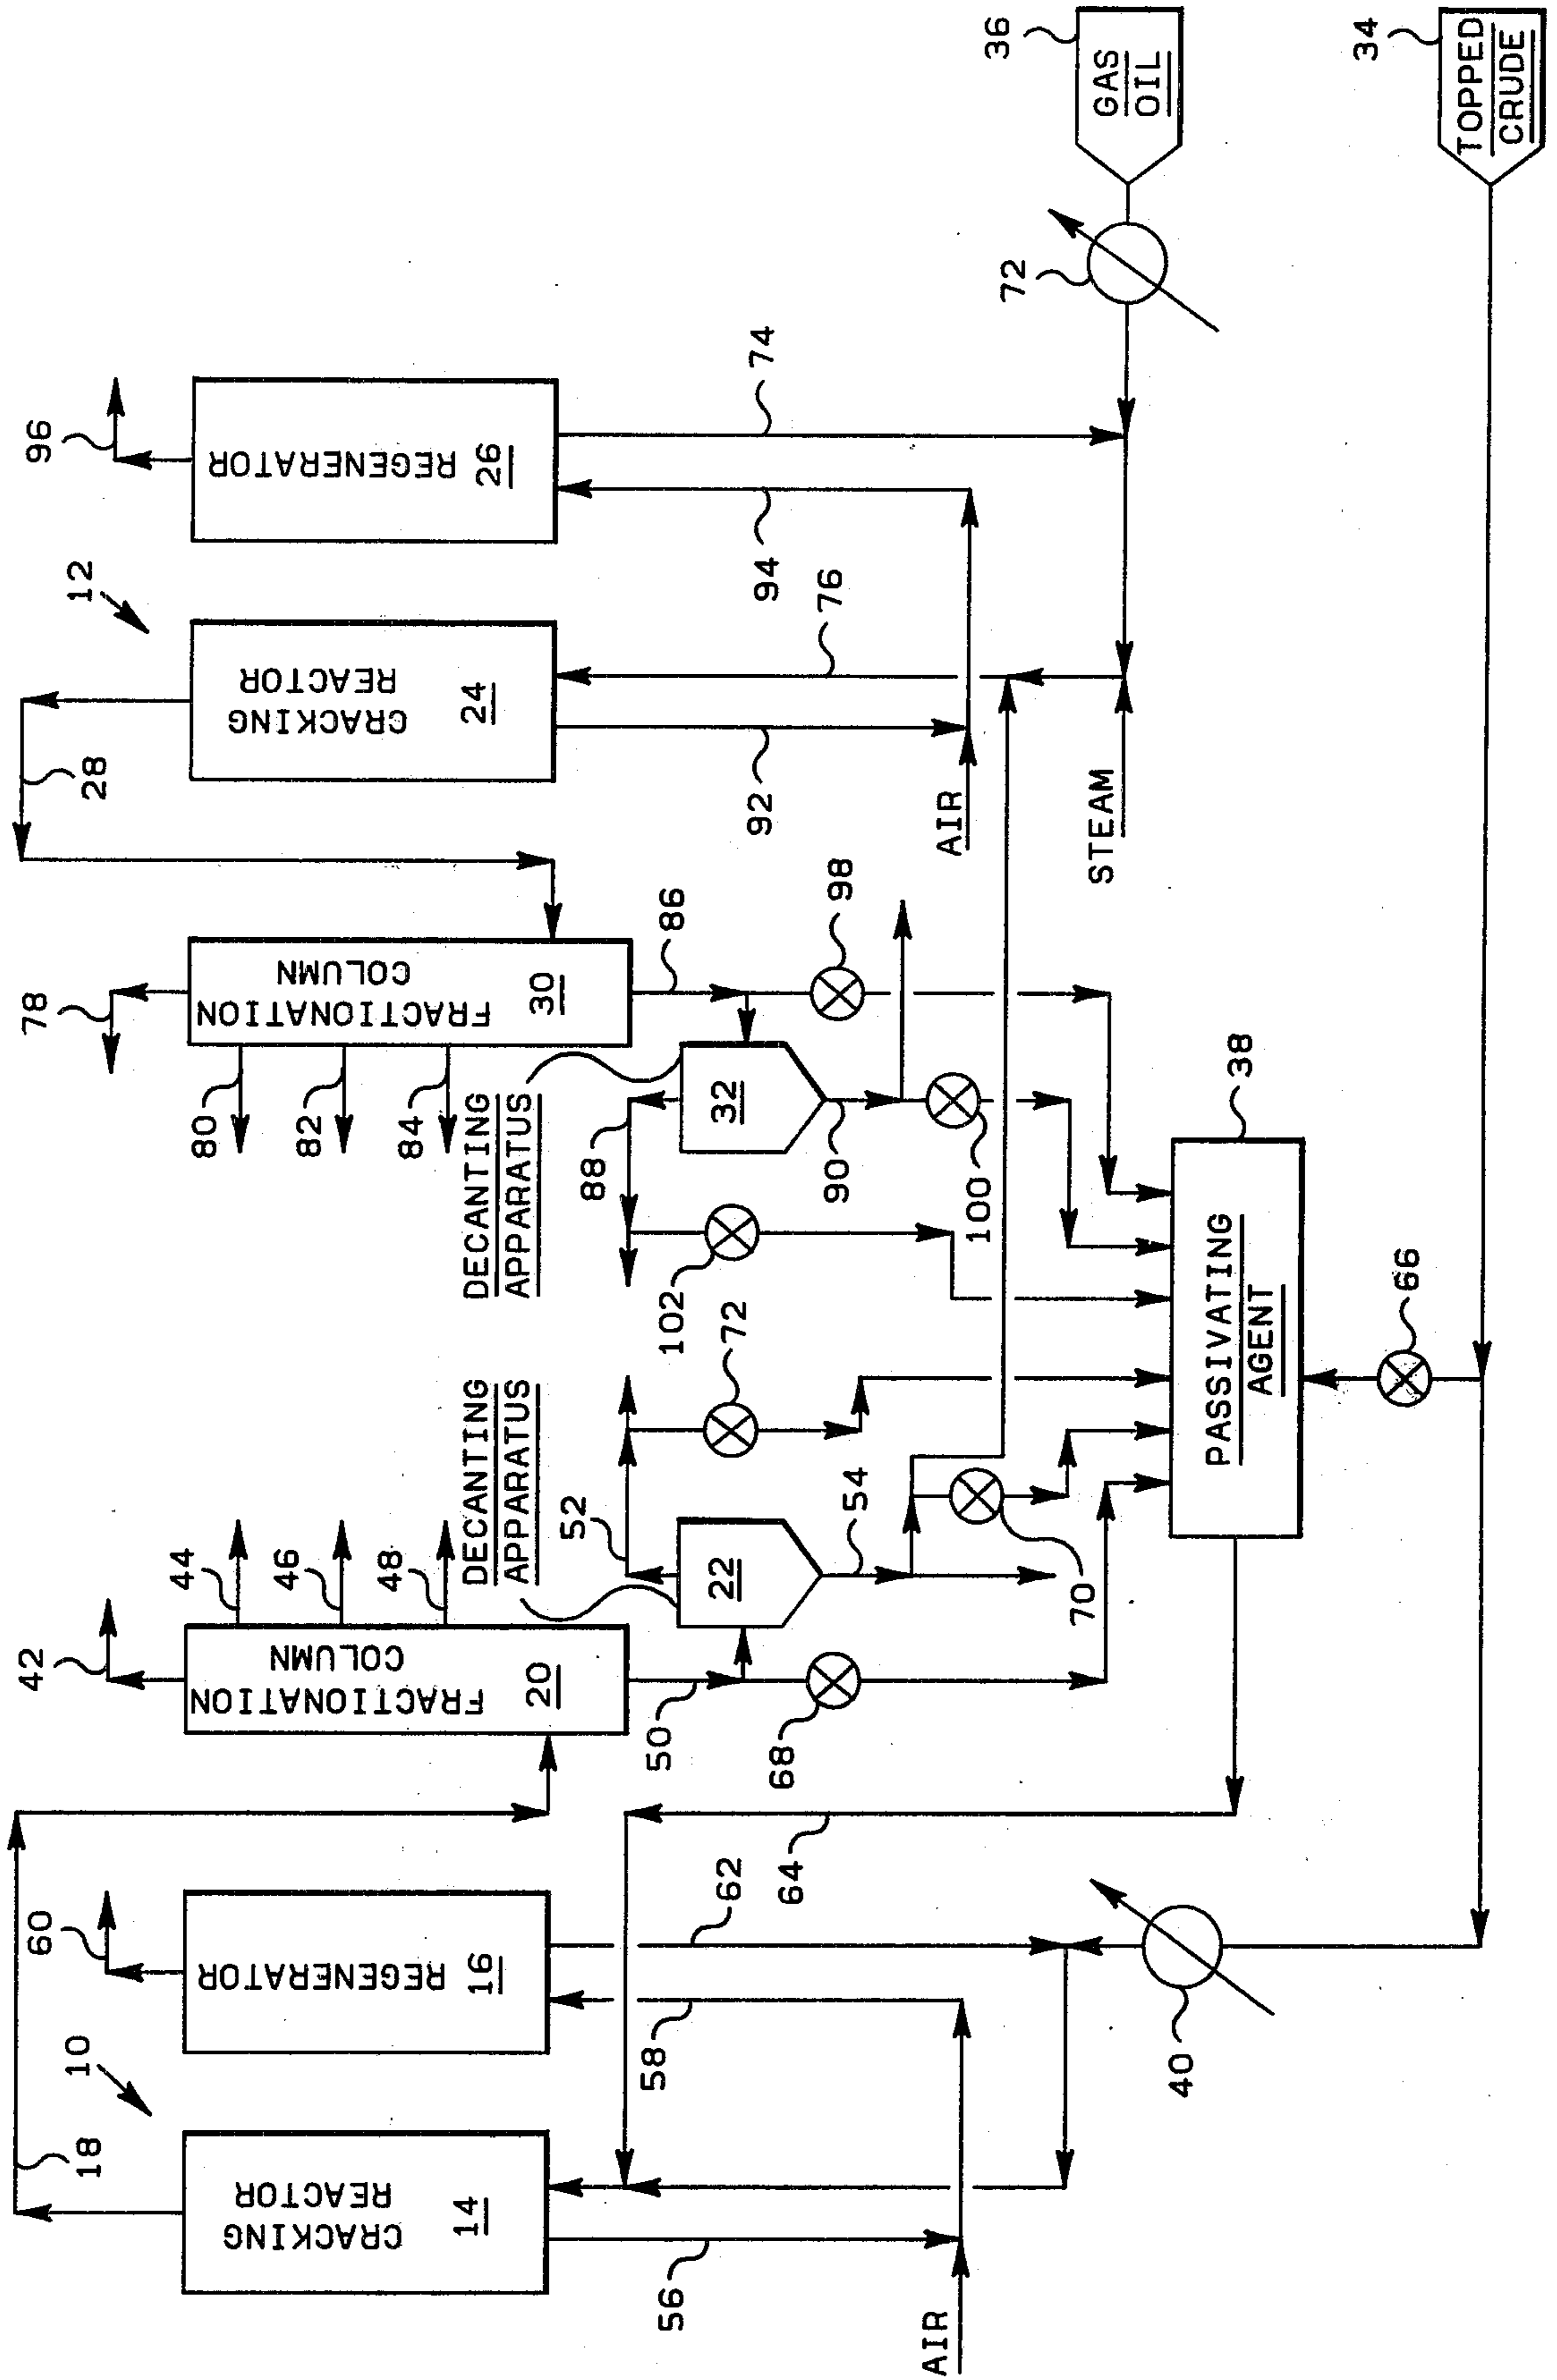 10
12
18
CRACKING
REACTOR
14
60
REGENERATOR
16
42
FRACTIONATION
COLUMN
20
44
46
48
78
FRACTIONATION
COLUMN
30
80
82
84
28
CRACKING
REACTOR
24
96
REGENERATOR
26
DECANTING
APPARATUS
22
DECANTING
APPARATUS
32
56
58
62
64
50
68
52
54
70
72
102
88
90
100
86
98
92
94
76
74
AIR
AIR
STEAM
72
GAS
OIL
36
PASSIVATING
AGENT
38
66
40
TOPPED
CRUDE
34